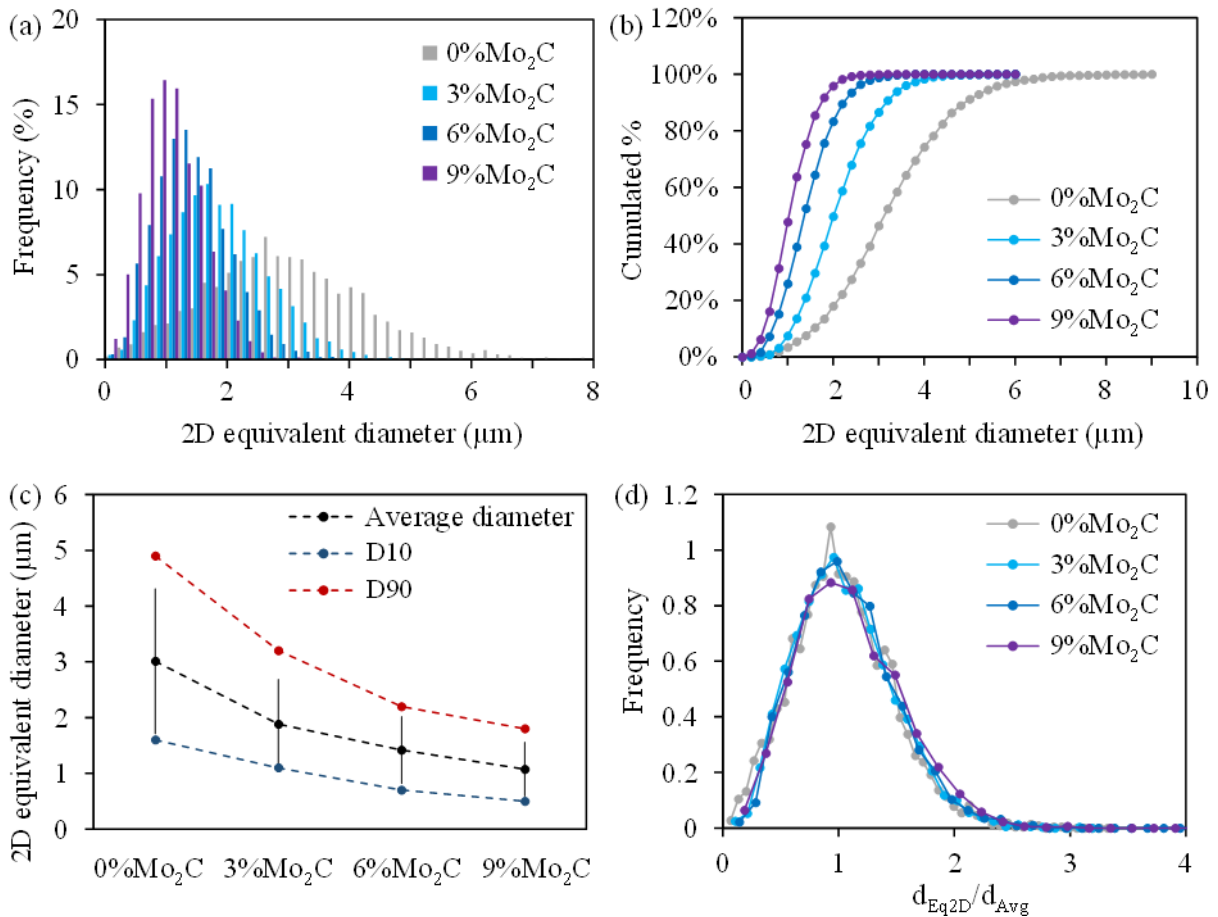 (a)
20
15
10
5
0
Frequency (%)
0%Mo₂C
3%Mo₂C
6%Mo₂C
9%Mo₂C
0 2 4 6 8
2D equivalent diameter (µm)
(b)
120%
100%
80%
60%
40%
20%
0%
Cumulated %
0%Mo₂C
3%Mo₂C
6%Mo₂C
9%Mo₂C
0 2 4 6 8 10
2D equivalent diameter (µm)
(c)
6
5
4
3
2
1
0
2D equivalent diameter (µm)
Average diameter
D10
D90
0%Mo₂C 3%Mo₂C 6%Mo₂C 9%Mo₂C
(d)
1.2
1
0.8
0.6
0.4
0.2
0
Frequency
0%Mo₂C
3%Mo₂C
6%Mo₂C
9%Mo₂C
0 1 2 3 4
d_Eq2D/d_Avg